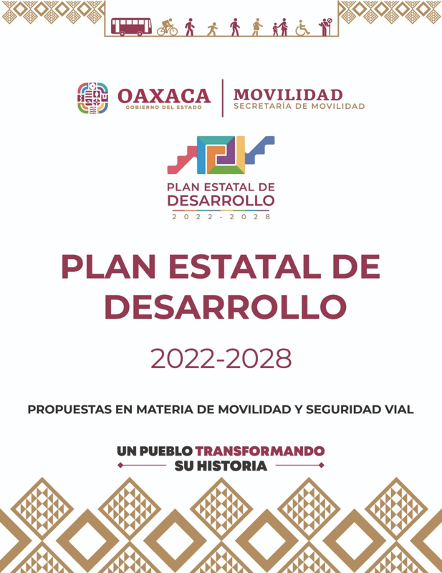 OAXACA
GOBIERNO DEL ESTADO
MOVILIDAD
SECRETARÍA DE MOVILIDAD
PLAN ESTATAL DE
DESARROLLO
2022-2028
PLAN ESTATAL DE
DESARROLLO
2022-2028
PROPUESTAS EN MATERIA DE MOVILIDAD Y SEGURIDAD VIAL
UN PUEBLO TRANSFORMANDO
SU HISTORIA